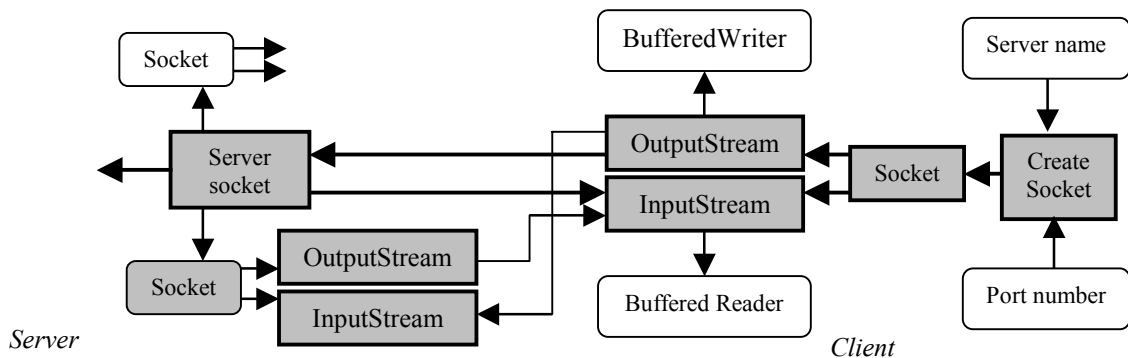 Socket
BufferedWriter
Server name
Server
socket
OutputStream
InputStream
Socket
Create
Socket
Socket
OutputStream
InputStream
Buffered Reader
Port number
Server
Client